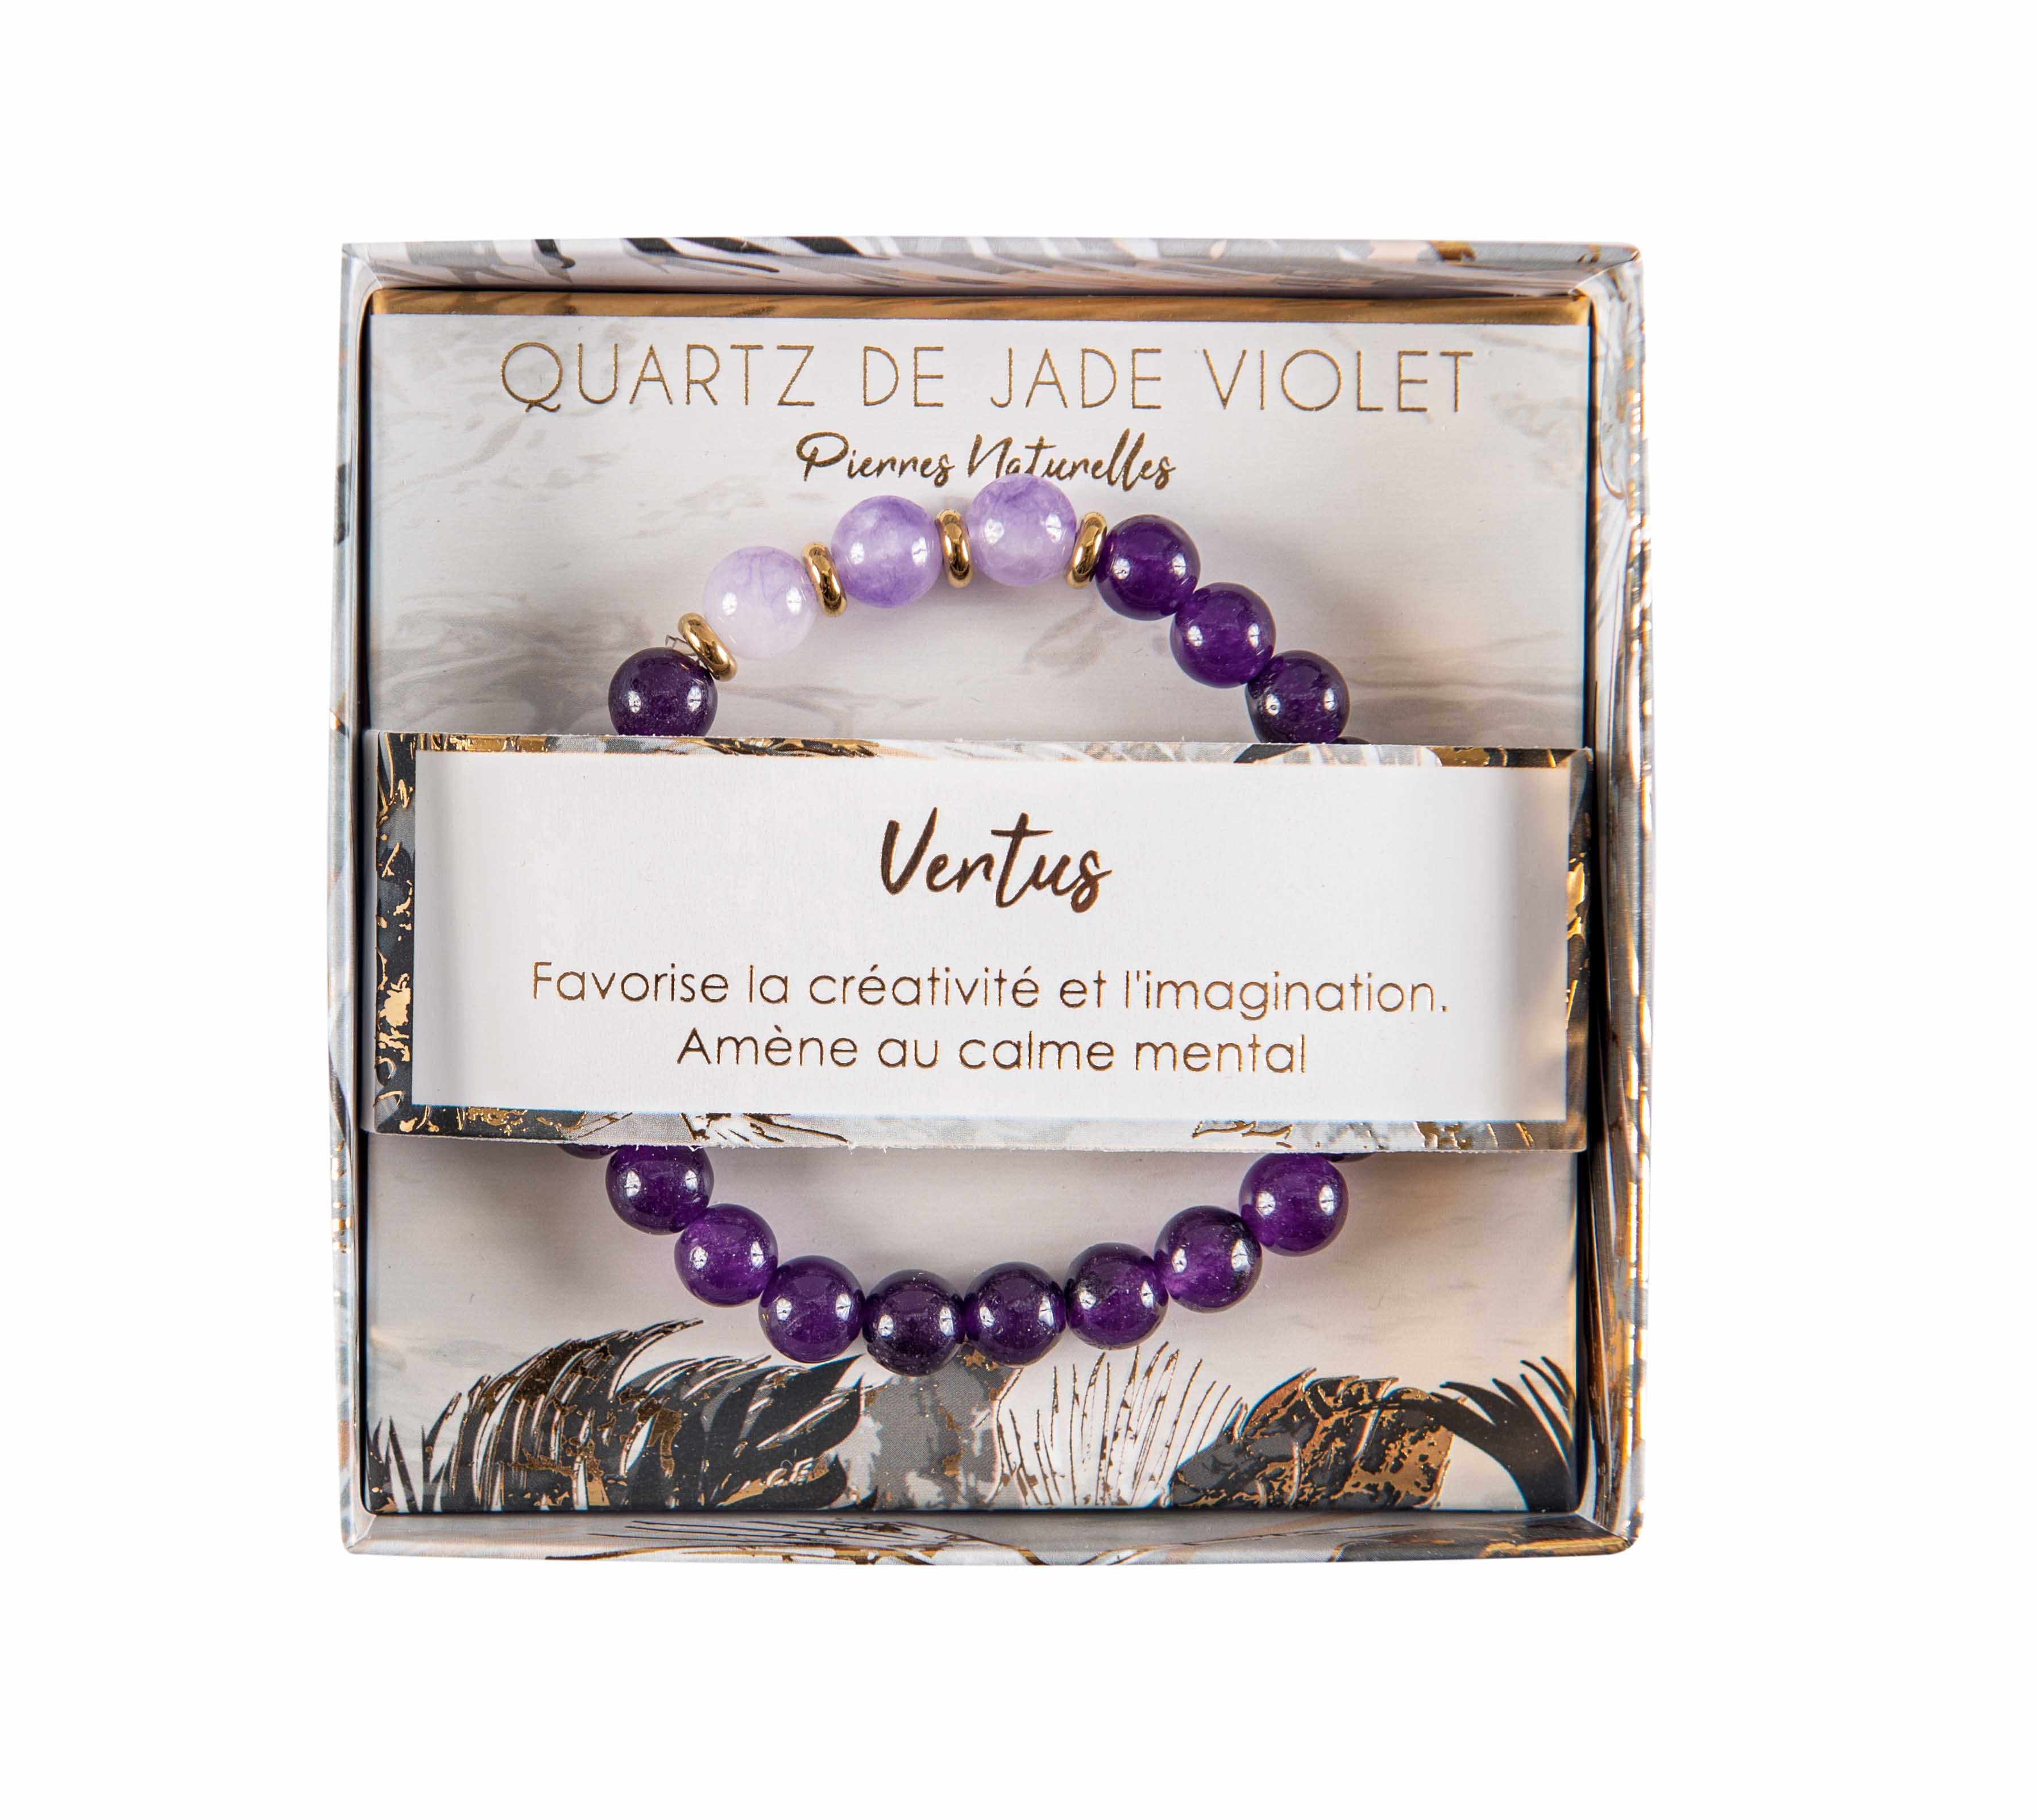 QUARTZ DE JADE VIOLET
Pierres Naturelles
Vertus
Favorise la créativité et l'imagination.
Amène au calme mental